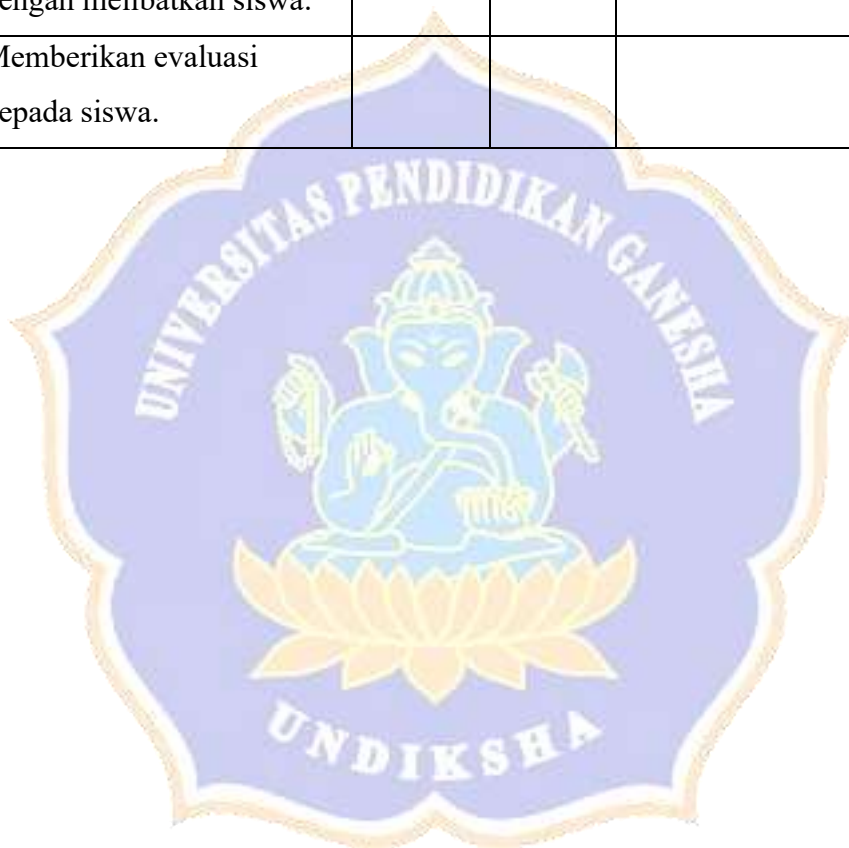 engan melibatkan siswa.
Memberikan evaluasi
epada siswa.
UNIVERSITAS PENDIDIKAN GANESHA
UNDIKSHA